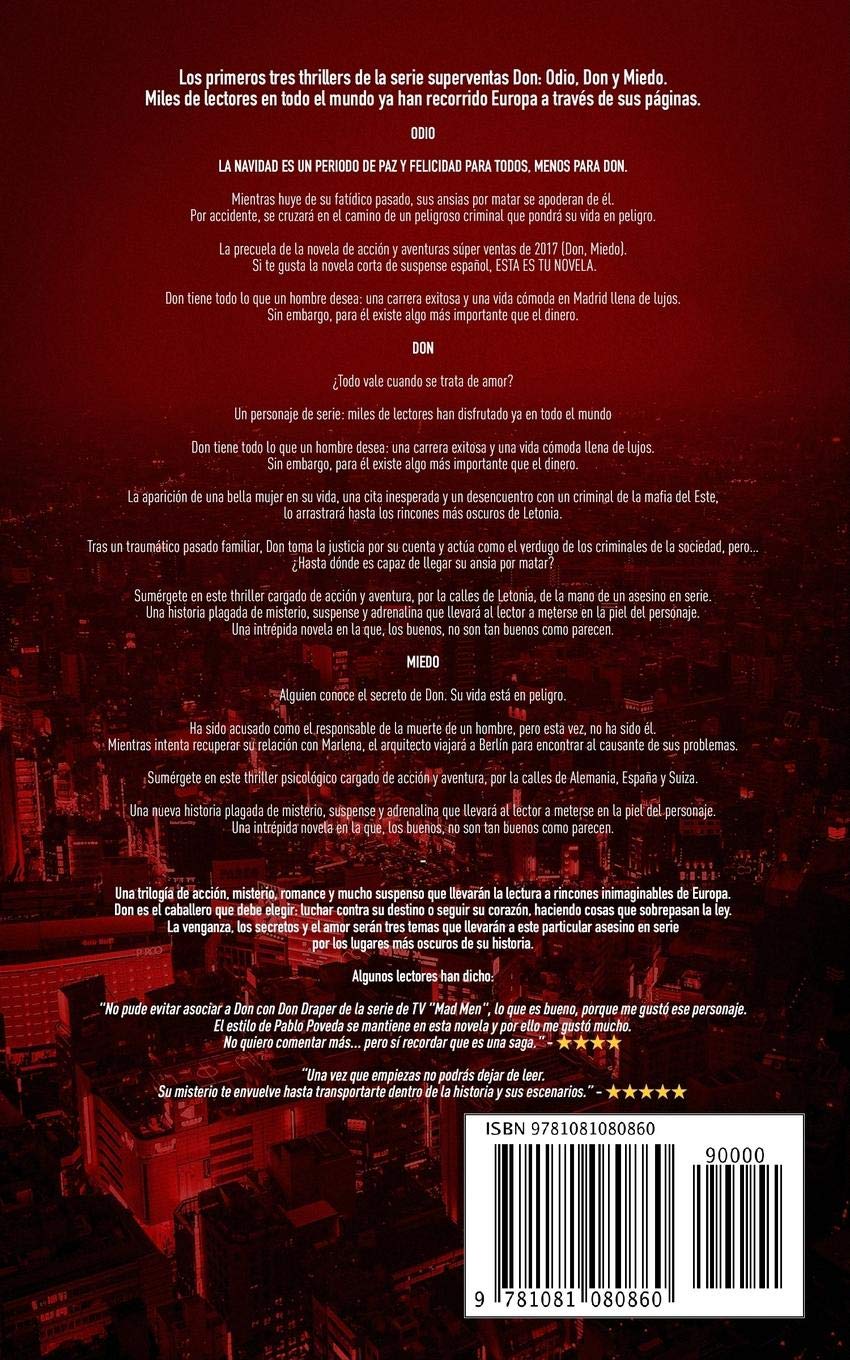 Los primeros tres thrillers de la serie superventas Don: Odio, Don y Miedo.
Miles de lectores en todo el mundo ya han recorrido Europa a través de sus páginas.
ODIO
LA NAVIDAD ES UN PERIODO DE PAZ Y FELICIDAD PARA TODOS, MENOS PARA DON.
Mientras huye de su fatídico pasado, sus ansias por matar se apoderan de él.
Por accidente, se cruzará en el camino de un peligroso criminal que pondrá su vida en peligro.
La precuela de la novela de acción y aventuras súper ventas de 2017 (Don, Miedo).
Si te gusta la novela corta de suspense español, ESTA ES TU NOVELA.
Don tiene todo lo que un hombre desea: una carrera exitosa y una vida cómoda en Madrid llena de lujos.
Sin embargo, para él existe algo más importante que el dinero.
DON
¿Todo vale cuando se trata de amor?
Un personaje de serie: miles de lectores han disfrutado ya en todo el mundo
Don tiene todo lo que un hombre desea: una carrera exitosa y una vida cómoda llena de lujos.
Sin embargo, para él existe algo más importante que el dinero.
La aparición de una bella mujer en su vida, una cita inesperada y un desencuentro con un criminal de la mafia del Este,
lo arrastrará hasta los rincones más oscuros de Letonia.
Tras un traumático pasado familiar, Don toma la justicia por su cuenta y actúa como el verdugo de los criminales de la sociedad, pero...
¿Hasta dónde es capaz de llegar su ansia por matar?
Sumérgete en este thriller cargado de acción y aventura, por la calles de Letonia, de la mano de un asesino en serie.
Una historia plagada de misterio, suspense y adrenalina que llevará al lector a meterse en la piel del personaje.
Una intrépida novela en la que, los buenos, no son tan buenos como parecen.
MIEDO
Alguien conoce el secreto de Don. Su vida está en peligro.
Ha sido acusado como el responsable de la muerte de un hombre, pero esta vez, no ha sido él.
Mientras intenta recuperar su relación con Marlena, el arquitecto viajará a Berlín para encontrar al causante de sus problemas.
Sumérgete en este thriller psicológico cargado de acción y aventura, por la calles de Alemania, España y Suiza.
Una nueva historia plagada de misterio, suspense y adrenalina que llevará al lector a meterse en la piel del personaje.
Una intrépida novela en la que, los buenos, no son tan buenos como parecen.
-
Una trilogía de acción, misterio, romance y mucho suspenso que llevarán la lectura a rincones inimaginables de Europa.
Don es el caballero que debe elegir: luchar contra su destino o seguir su corazón, haciendo cosas que sobrepasan la ley.
La venganza, los secretos y el amor serán tres temas que llevarán a este particular asesino en serie
por los lugares más oscuros de su historia.
Algunos lectores han dicho:
"No pude evitar asociar a Don con Don Draper de la serie de TV "Mad Men", lo que es bueno, porque me gustó ese personaje.
El estilo de Pablo Poveda se mantiene en esta novela y por ello me gustó mucho.
No quiero comentar más... pero sí recordar que es una saga." - ★★★★
"Una vez que empiezas no podrás dejar de leer.
Su misterio te envuelve hasta transportarte dentro de la historia y sus escenarios." - ★★★★★
ISBN 9781081080860
90000
9 781081 080860